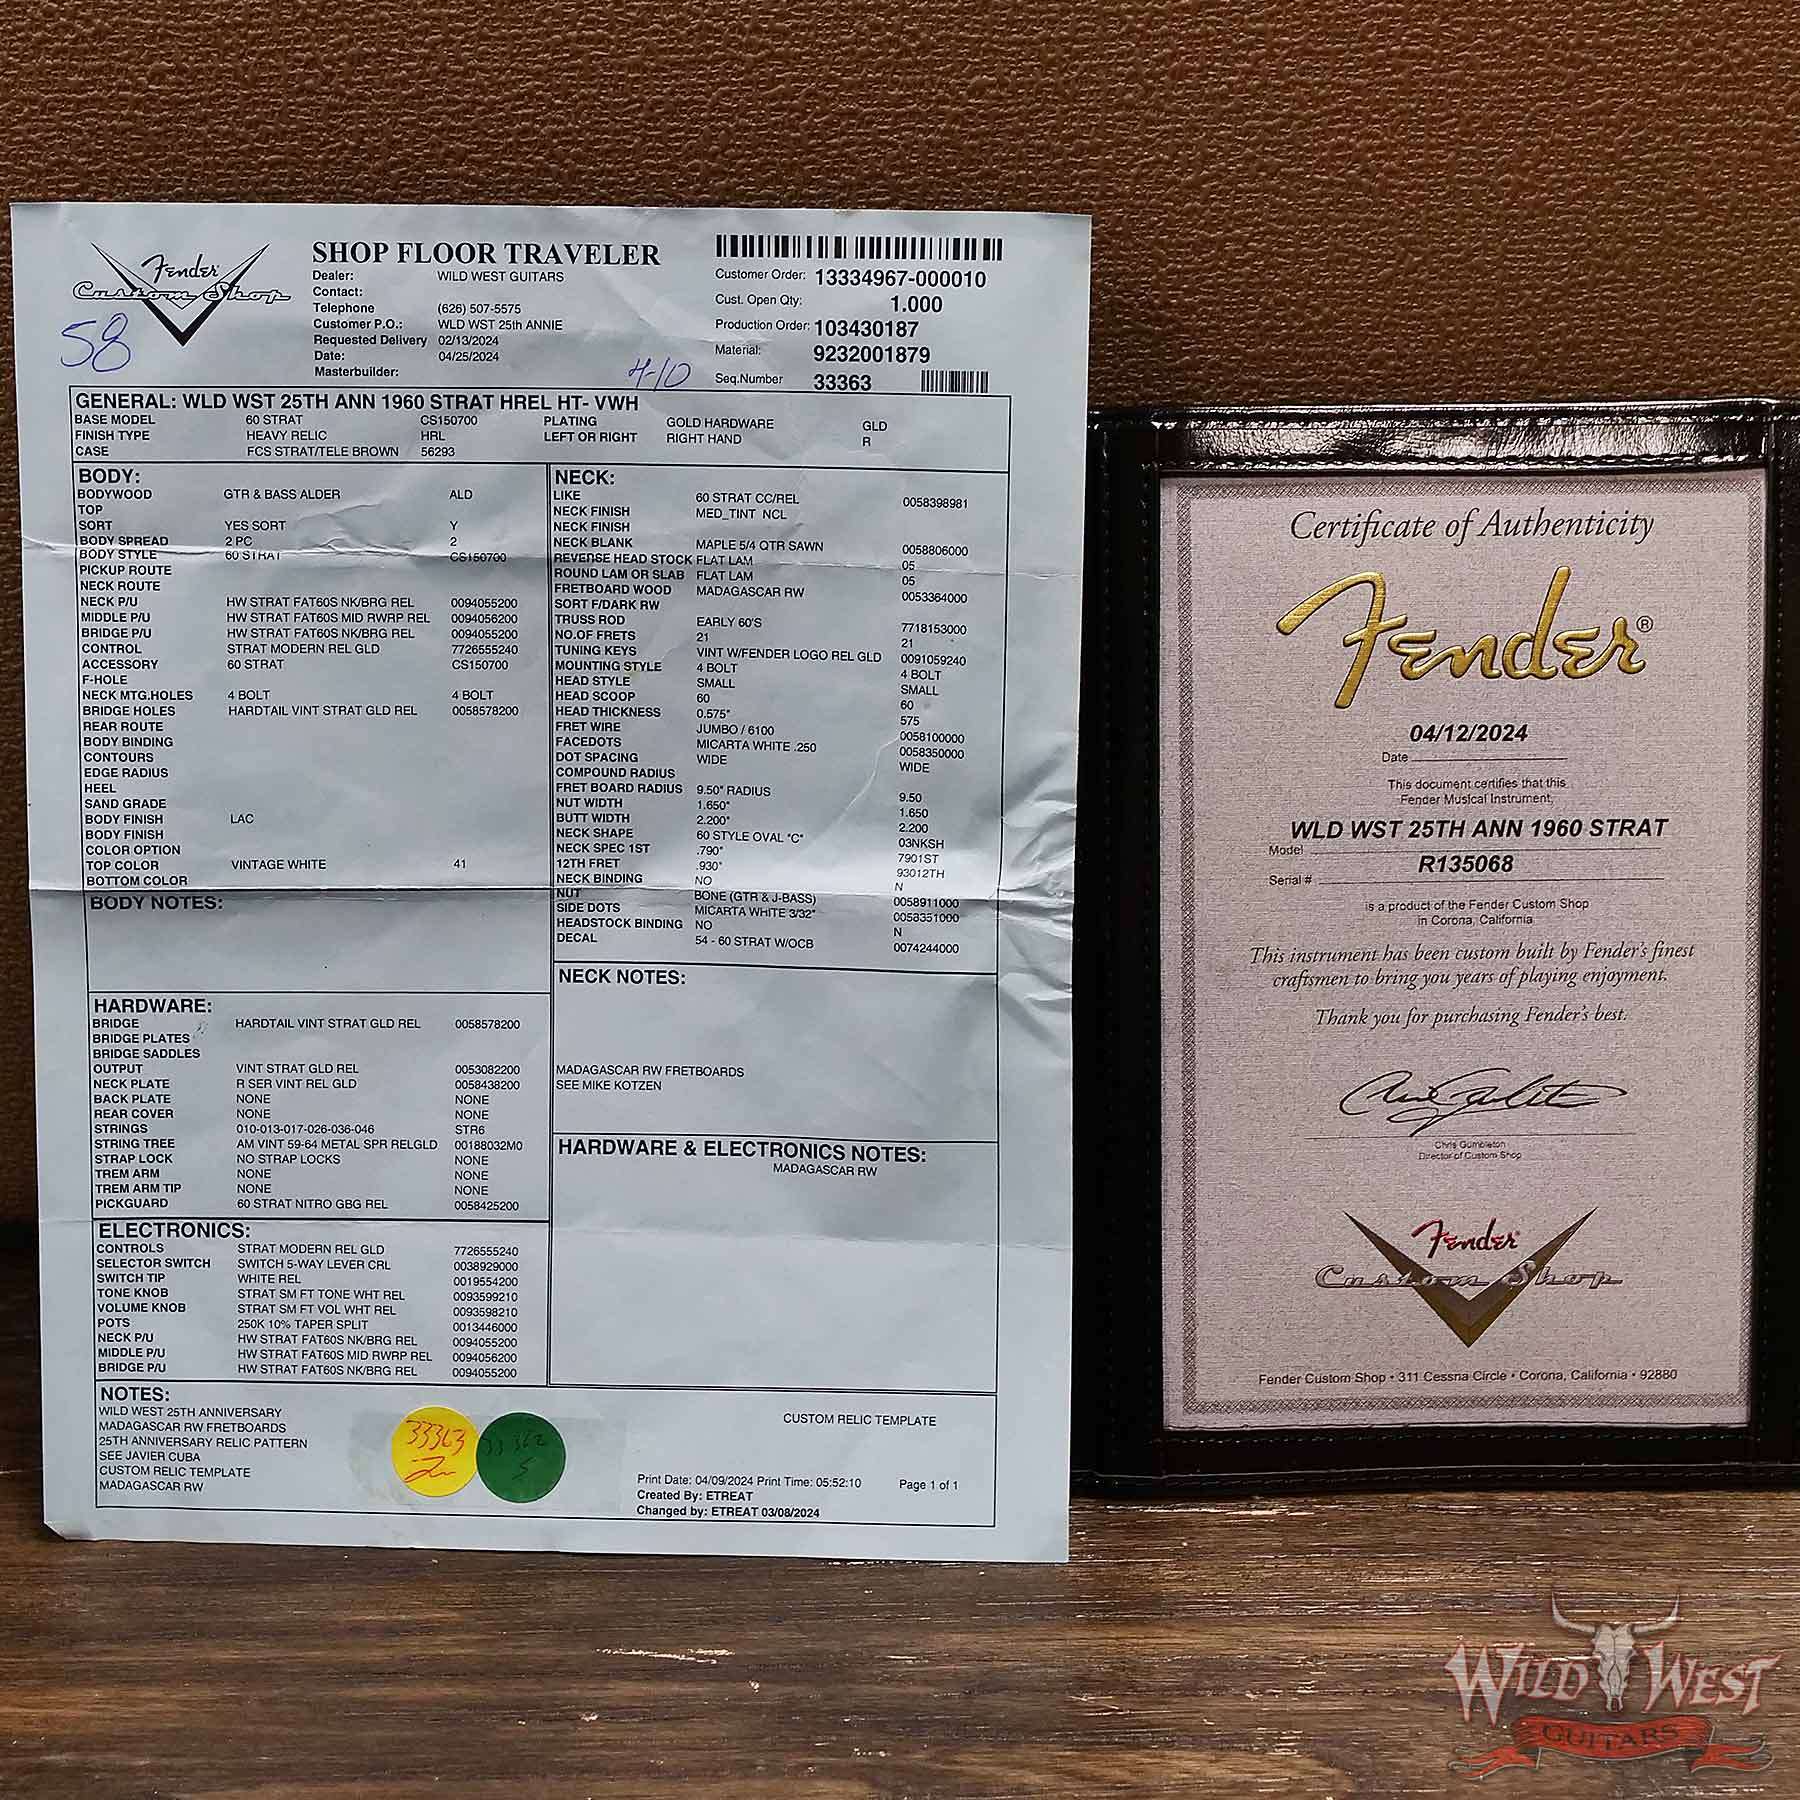 Fender
Custom Shop
58
SHOP FLOOR TRAVELER
Dealer: WILD WEST GUITARS
Contact:
Telephone (626) 507-5575
Customer P.O.: WLD WST 25th ANNIE
Requested Delivery 02/13/2024
Date: 04/25/2024
Masterbuilder:
4-10
Customer Order: 13334967-000010
Cust. Open Qty: 1.000
Production Order: 103430187
Material: 9232001879
Seq.Number 33363
GENERAL: WLD WST 25TH ANN 1960 STRAT HREL HT- VWH
BASE MODEL 60 STRAT CS150700 PLATING GOLD HARDWARE GLD
FINISH TYPE HEAVY RELIC HRL LEFT OR RIGHT RIGHT HAND R
CASE FCS STRAT/TELE BROWN 56293
BODY:
BODYWOOD GTR & BASS ALDER ALD
TOP
SORT YES SORT Y
BODY SPREAD 2 PC 2
BODY STYLE 60 STRAT CS150700
PICKUP ROUTE
NECK ROUTE
NECK P/U HW STRAT FAT60S NK/BRG REL 0094055200
MIDDLE P/U HW STRAT FAT60S MID RWRP REL 0094056200
BRIDGE P/U HW STRAT FAT60S NK/BRG REL 0094055200
CONTROL STRAT MODERN REL GLD 7726555240
ACCESSORY 60 STRAT CS150700
F-HOLE
NECK MTG.HOLES 4 BOLT 4 BOLT
BRIDGE HOLES HARDTAIL VINT STRAT GLD REL 0058578200
REAR ROUTE
BODY BINDING
CONTOURS
EDGE RADIUS
HEEL
SAND GRADE
BODY FINISH LAC
BODY FINISH
COLOR OPTION
TOP COLOR VINTAGE WHITE 41
BOTTOM COLOR
BODY NOTES:
HARDWARE:
BRIDGE HARDTAIL VINT STRAT GLD REL 0058578200
BRIDGE PLATES
BRIDGE SADDLES
OUTPUT VINT STRAT GLD REL 0053082200
NECK PLATE R SER VINT REL GLD 0058438200
BACK PLATE NONE NONE
REAR COVER NONE NONE
STRINGS 010-013-017-026-036-046 STR6
STRING TREE AM VINT 59-64 METAL SPR RELGLD 00188032M0
STRAP LOCK NO STRAP LOCKS NONE
TREM ARM NONE NONE
TREM ARM TIP NONE NONE
PICKGUARD 60 STRAT NITRO GBG REL 0058425200
ELECTRONICS:
CONTROLS STRAT MODERN REL GLD 7726555240
SELECTOR SWITCH SWITCH 5-WAY LEVER CRL 0038929000
SWITCH TIP WHITE REL 0019554200
TONE KNOB STRAT SM FT TONE WHT REL 0093599210
VOLUME KNOB STRAT SM FT VOL WHT REL 0093598210
POTS 250K 10% TAPER SPLIT 0013446000
NECK P/U HW STRAT FAT60S NK/BRG REL 0094055200
MIDDLE P/U HW STRAT FAT60S MID RWRP REL 0094056200
BRIDGE P/U HW STRAT FAT60S NK/BRG REL 0094055200
NECK:
LIKE 60 STRAT CC/REL 0058398981
NECK FINISH MED_TINT NCL
NECK FINISH
NECK BLANK MAPLE 5/4 QTR SAWN 0058806000
REVERSE HEAD STOCK FLAT LAM 05
ROUND LAM OR SLAB FLAT LAM 05
FRETBOARD WOOD MADAGASCAR RW 0053364000
SORT F/DARK RW
TRUSS ROD EARLY 60'S 7718153000
NO.OF FRETS 21 21
TUNING KEYS VINT W/FENDER LOGO REL GLD 0091059240
MOUNTING STYLE 4 BOLT 4 BOLT
HEAD STYLE SMALL SMALL
HEAD SCOOP 60 60
HEAD THICKNESS 0.575" 575
FRET WIRE JUMBO / 6100 0058100000
FACEDOTS MICARTA WHITE .250 0058350000
DOT SPACING WIDE WIDE
COMPOUND RADIUS
FRET BOARD RADIUS 9.50" RADIUS 9.50
NUT WIDTH 1.650" 1.650
BUTT WIDTH 2.200" 2.200
NECK SHAPE 60 STYLE OVAL "C" 03NKSH
NECK SPEC 1ST .790" 7901ST
12TH FRET .930" 93012TH
NECK BINDING NO N
NUT BONE (GTR & J-BASS) 0058911000
SIDE DOTS MICARTA WHITE 3/32" 0058351000
HEADSTOCK BINDING NO N
DECAL 54 - 60 STRAT W/OCB 0074244000
NECK NOTES:
MADAGASCAR RW FRETBOARDS
SEE MIKE KOTZEN
HARDWARE & ELECTRONICS NOTES:
MADAGASCAR RW
NOTES:
WILD WEST 25TH ANNIVERSARY
MADAGASCAR RW FRETBOARDS
25TH ANNIVERSARY RELIC PATTERN
SEE JAVIER CUBA
CUSTOM RELIC TEMPLATE
MADAGASCAR RW
33363
CUSTOM RELIC TEMPLATE
Print Date: 04/09/2024 Print Time: 05:52:10 Page 1 of 1
Created By: ETREAT
Changed by: ETREAT 03/08/2024
Certificate of Authenticity
Fender®
04/12/2024
Date
This document certifies that this
Fender Musical Instrument,
WLD WST 25TH ANN 1960 STRAT
Model
R135068
Serial #
is a product of the Fender Custom Shop
in Corona, California
This instrument has been custom built by Fender's finest
craftsmen to bring you years of playing enjoyment.
Thank you for purchasing Fender's best.
Chris Gumbleton
Director of Custom Shop
Fender
Custom Shop
Fender Custom Shop • 311 Cessna Circle • Corona, California • 92880
WILD WEST
GUITARS